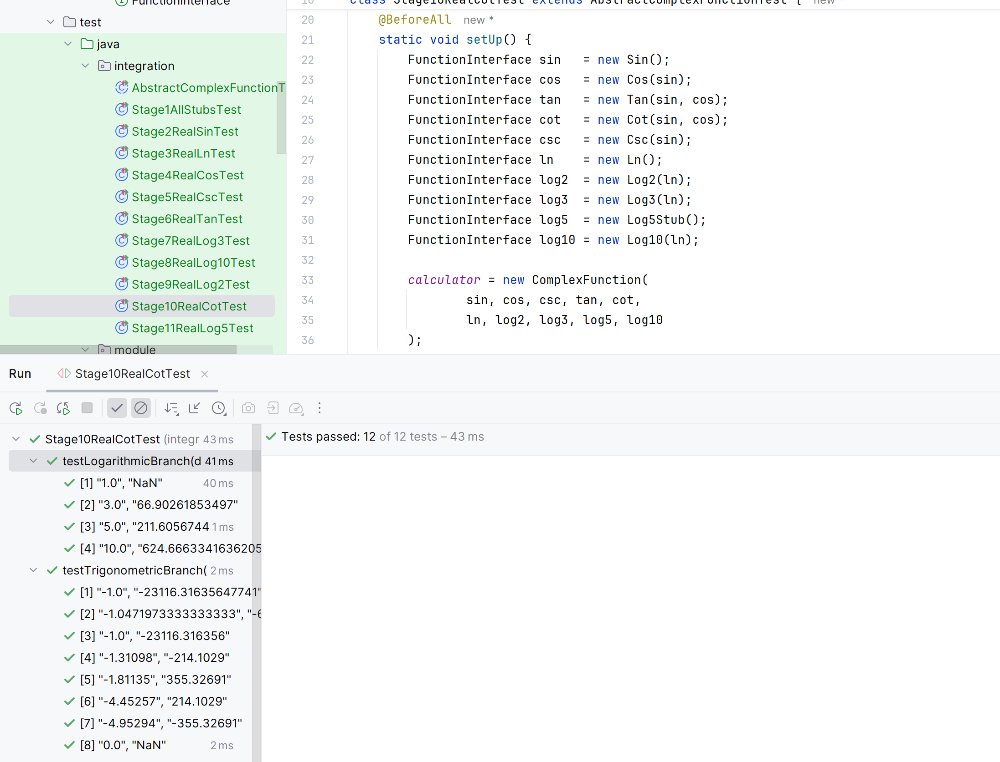 FunctionInterface
test
java
integration
AbstractComplexFunctionT
Stage1AllStubsTest
Stage2RealSinTest
Stage3RealLnTest
Stage4RealCosTest
Stage5RealCscTest
Stage6RealTanTest
Stage7RealLog3Test
Stage8RealLog10Test
Stage9RealLog2Test
Stage10RealCotTest
Stage11RealLog5Test
module
class Stage10RealCotTest extends AbstractComplexFunctionTest { new *
20 @BeforeAll new *
21 static void setUp() {
22 FunctionInterface sin = new Sin();
23 FunctionInterface cos = new Cos(sin);
24 FunctionInterface tan = new Tan(sin, cos);
25 FunctionInterface cot = new Cot(sin, cos);
26 FunctionInterface csc = new Csc(sin);
27 FunctionInterface ln = new Ln();
28 FunctionInterface log2 = new Log2(ln);
29 FunctionInterface log3 = new Log3(ln);
30 FunctionInterface log5 = new Log5Stub();
31 FunctionInterface log10 = new Log10(ln);
32
33 calculator = new ComplexFunction(
34 sin, cos, csc, tan, cot,
35 ln, log2, log3, log5, log10
36 );
Run Stage10RealCotTest
Stage10RealCotTest (integr 43 ms
testLogarithmicBranch(d 41 ms
[1] "1.0", "NaN" 40 ms
[2] "3.0", "66.90261853497"
[3] "5.0", "211.6056744 1 ms
[4] "10.0", "624.6663341636205
testTrigonometricBranch( 2 ms
[1] "-1.0", "-23116.31635647741"
[2] "-1.0471973333333333", "-6
[3] "-1.0", "-23116.316356"
[4] "-1.31098", "-214.1029"
[5] "-1.81135", "355.32691"
[6] "-4.45257", "214.1029"
[7] "-4.95294", "-355.32691"
[8] "0.0", "NaN" 2 ms
Tests passed: 12 of 12 tests – 43 ms